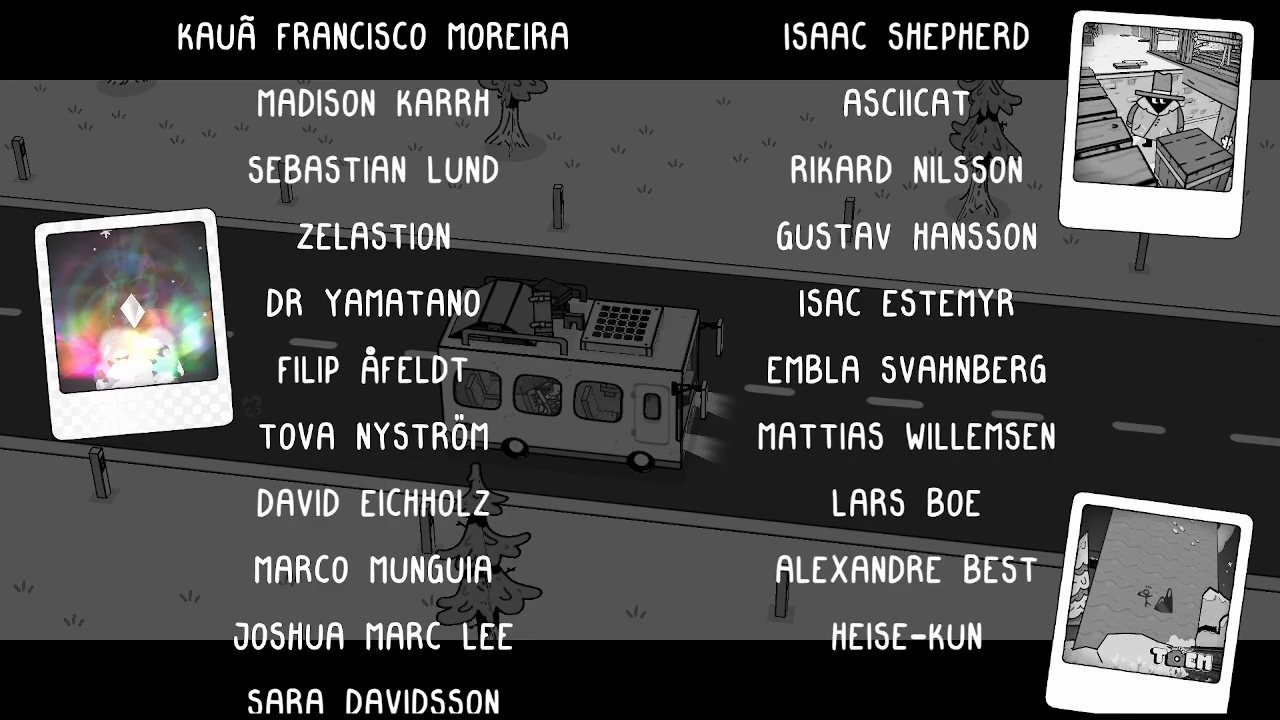 KAUÃ FRANCISCO MOREIRA
MADISON KARRH
SEBASTIAN LUND
ZELASTION
DR YAMATANO
FILIP ÅFELDT
TOVA NYSTRÖM
DAVID EICHHOLZ
MARCO MUNGUIA
JOSHUA MARC LEE
SARA DAVIDSSON
ISAAC SHEPHERD
ASCIICAT
RIKARD NILSSON
GUSTAV HANSSON
ISAC ESTEMYR
EMBLA SVAHNBERG
MATTIAS WILLEMSEN
LARS BOE
ALEXANDRE BEST
HEISE-KUN
TOEM